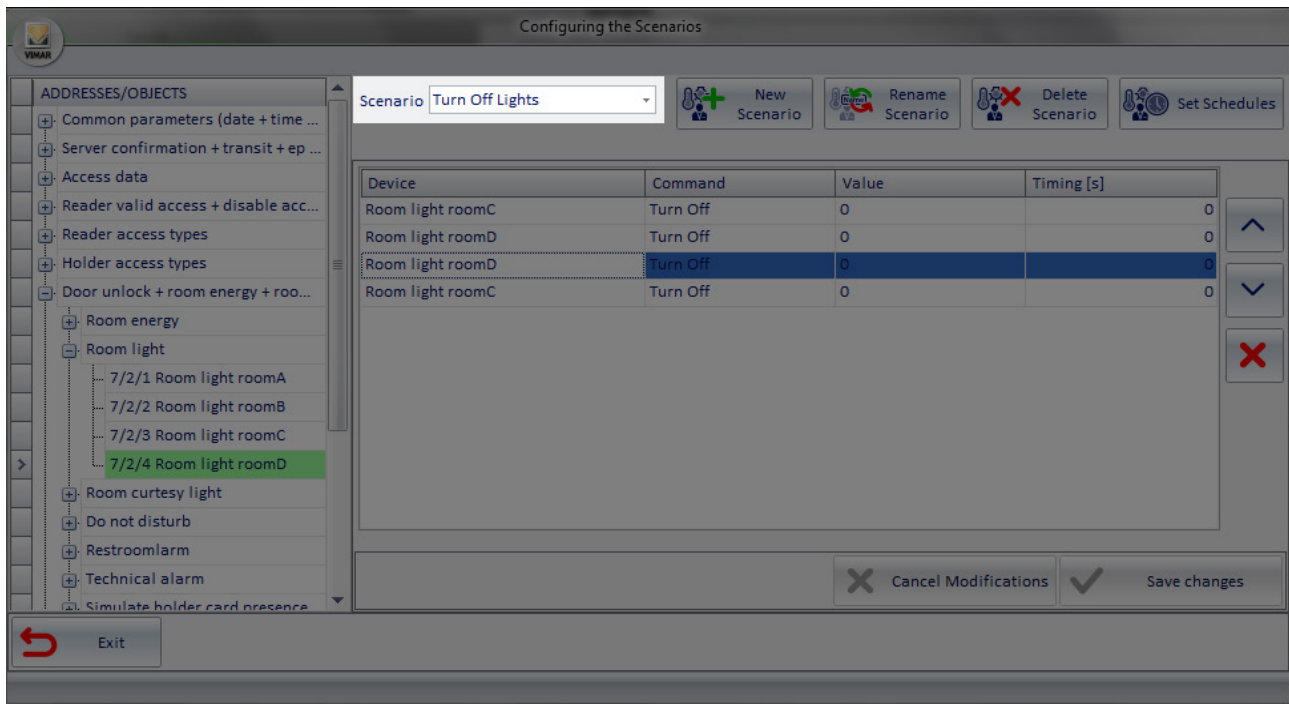 Configuring the Scenarios
VIMAR
ADDRESSES/OBJECTS
Common parameters (date + time ...
Server confirmation + transit + ep ...
Access data
Reader valid access + disable acc...
Reader access types
Holder access types
Door unlock + room energy + roo...
Room energy
Room light
7/2/1 Room light roomA
7/2/2 Room light roomB
7/2/3 Room light roomC
7/2/4 Room light roomD
Room curtesy light
Do not disturb
Restroomlarm
Technical alarm
Simulate holder card presence
Scenario Turn Off Lights
New Scenario
Rename Scenario
Delete Scenario
Set Schedules
Device Command Value Timing [s]
Room light roomC Turn Off 0 0
Room light roomD Turn Off 0 0
Room light roomD Turn Off 0 0
Room light roomC Turn Off 0 0
Cancel Modifications
Save changes
Exit